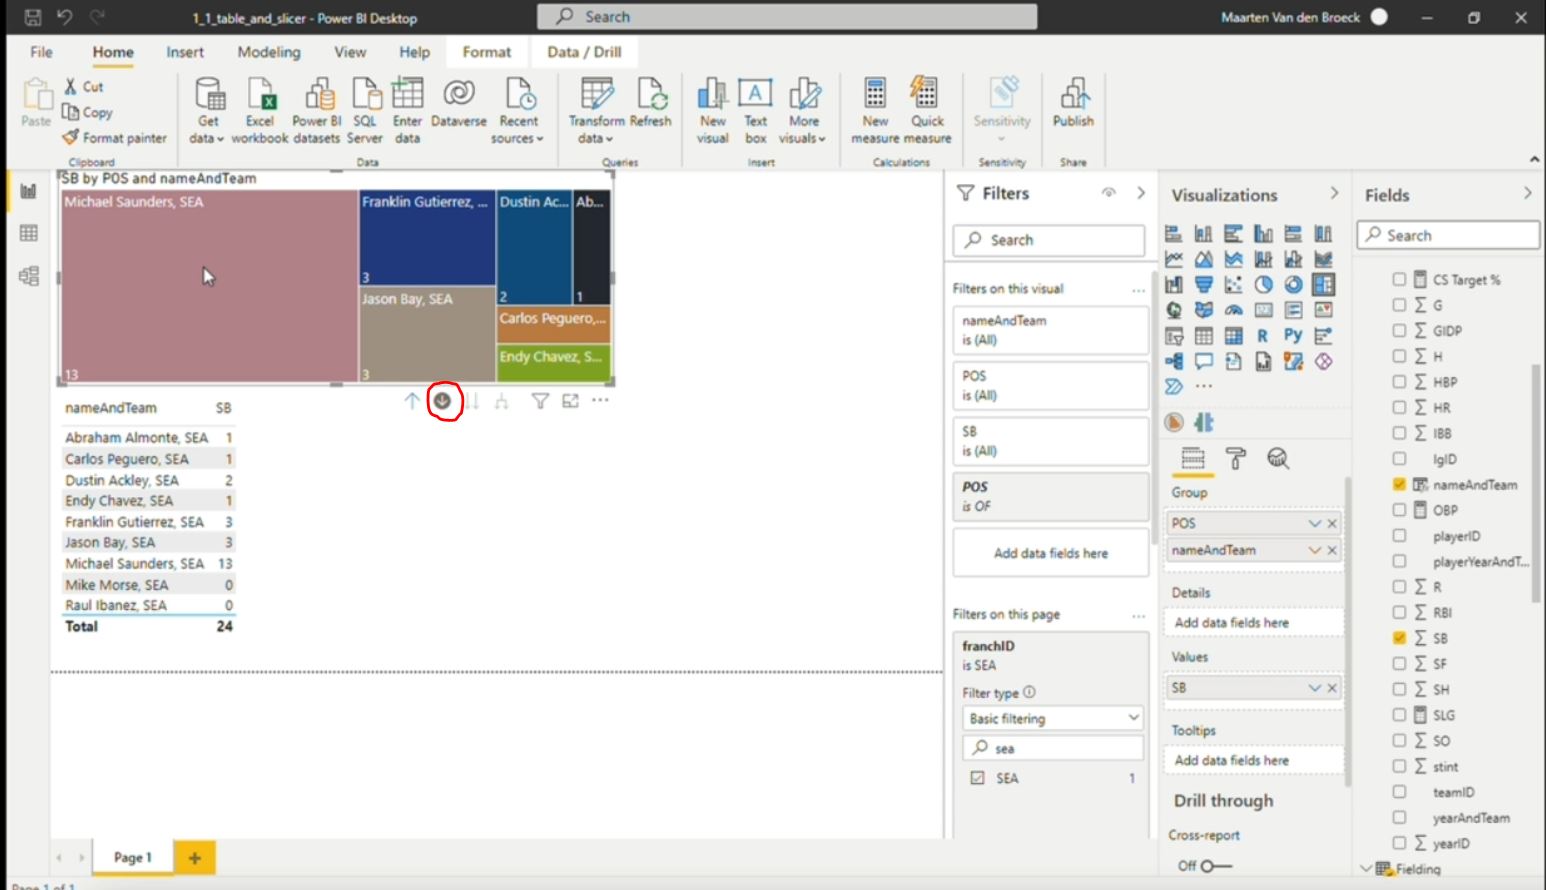 1_1_table_and_slicer - Power BI Desktop
Search
Maarten Van den Broeck
File Home Insert Modeling View Help Format Data / Drill
Paste
Cut
Copy
Format painter
Clipboard
Get data
Excel workbook
Power BI datasets
SQL Server
Enter data
Dataverse
Recent sources
Data
Transform data
Refresh
Queries
New visual
Text box
More visuals
Insert
New measure
Quick measure
Calculations
Sensitivity
Sensitivity
Publish
Share
SB by POS and nameAndTeam
Michael Saunders, SEA
13
Franklin Gutierrez, ...
3
Jason Bay, SEA
3
Dustin Ac...
2
Ab...
1
Carlos Peguero,...
Endy Chavez, S...
nameAndTeam SB
Abraham Almonte, SEA 1
Carlos Peguero, SEA 1
Dustin Ackley, SEA 2
Endy Chavez, SEA 1
Franklin Gutierrez, SEA 3
Jason Bay, SEA 3
Michael Saunders, SEA 13
Mike Morse, SEA 0
Raul Ibanez, SEA 0
Total 24
Filters
Search
Filters on this visual ...
nameAndTeam
is (All)
POS
is (All)
SB
is (All)
POS
is OF
Add data fields here
Filters on this page ...
franchID
is SEA
Filter type
Basic filtering
sea
SEA 1
Visualizations
R Py
...
Group
POS
nameAndTeam
Details
Add data fields here
Values
SB
Tooltips
Add data fields here
Drill through
Cross-report
Off
Fields
Search
CS Target %
∑ G
∑ GIDP
∑ H
∑ HBP
∑ HR
∑ IBB
lgID
nameAndTeam
OBP
playerID
playerYearAndT...
∑ R
∑ RBI
∑ SB
∑ SF
∑ SH
SLG
∑ SO
∑ stint
teamID
yearAndTeam
∑ yearID
Fielding
Page 1
+
Page 1 of 1